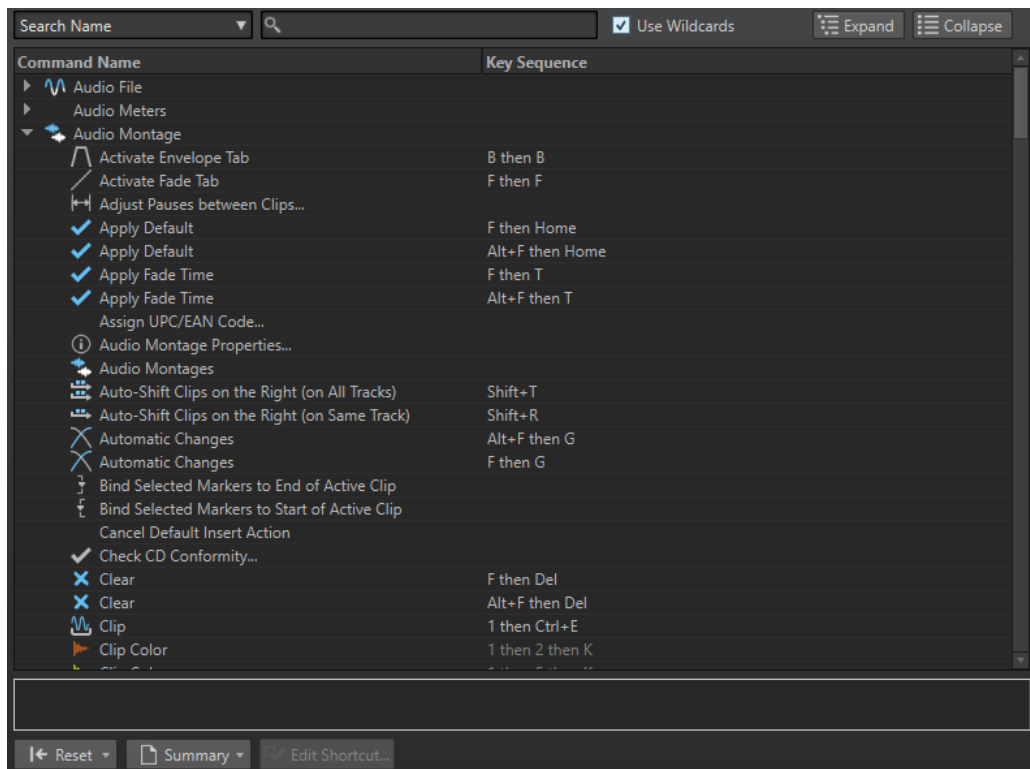 Search Name Use Wildcards Expand Collapse
Command Name Key Sequence
Audio File
Audio Meters
Audio Montage
Activate Envelope Tab B then B
Activate Fade Tab F then F
Adjust Pauses between Clips...
Apply Default F then Home
Apply Default Alt+F then Home
Apply Fade Time F then T
Apply Fade Time Alt+F then T
Assign UPC/EAN Code...
Audio Montage Properties...
Audio Montages
Auto-Shift Clips on the Right (on All Tracks) Shift+T
Auto-Shift Clips on the Right (on Same Track) Shift+R
Automatic Changes Alt+F then G
Automatic Changes F then G
Bind Selected Markers to End of Active Clip
Bind Selected Markers to Start of Active Clip
Cancel Default Insert Action
Check CD Conformity...
Clear F then Del
Clear Alt+F then Del
Clip 1 then Ctrl+E
Clip Color 1 then 2 then K
Reset Summary Edit Shortcut...